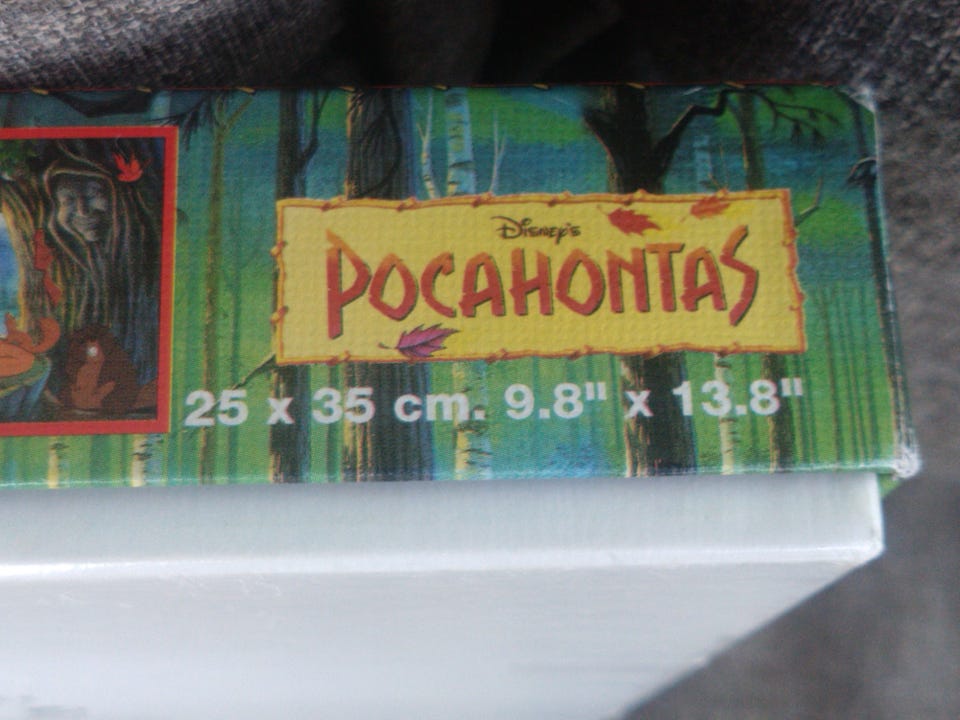 Disney's
POCAHONTAS
25 x 35 cm. 9.8" x 13.8"